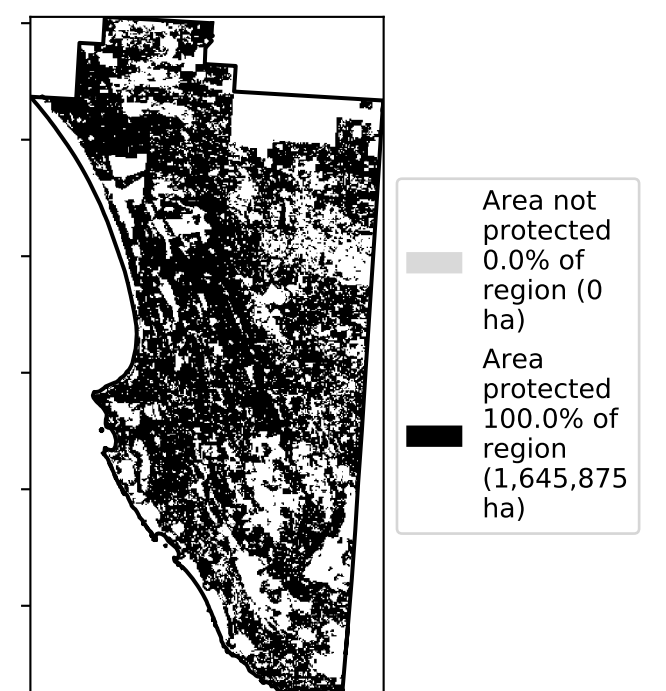 Area not
protected
0.0% of
region (0
ha)
Area
protected
100.0% of
region
(1,645,875
ha)